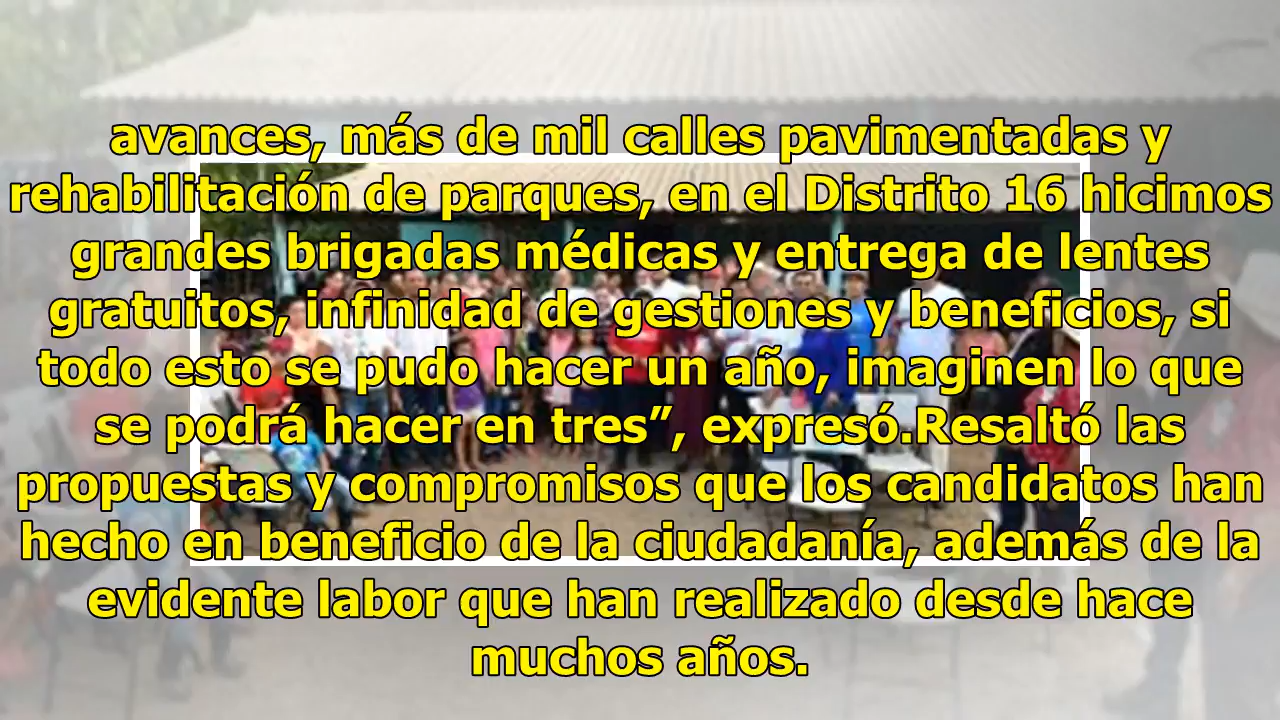 avances, más de mil calles pavimentadas y
rehabilitación de parques, en el Distrito 16 hicimos
grandes brigadas médicas y entrega de lentes
gratuitos, infinidad de gestiones y beneficios, si
todo esto se pudo hacer un año, imaginen lo que
se podrá hacer en tres”, expresó.Resaltó las
propuestas y compromisos que los candidatos han
hecho en beneficio de la ciudadanía, además de la
evidente labor que han realizado desde hace
muchos años.